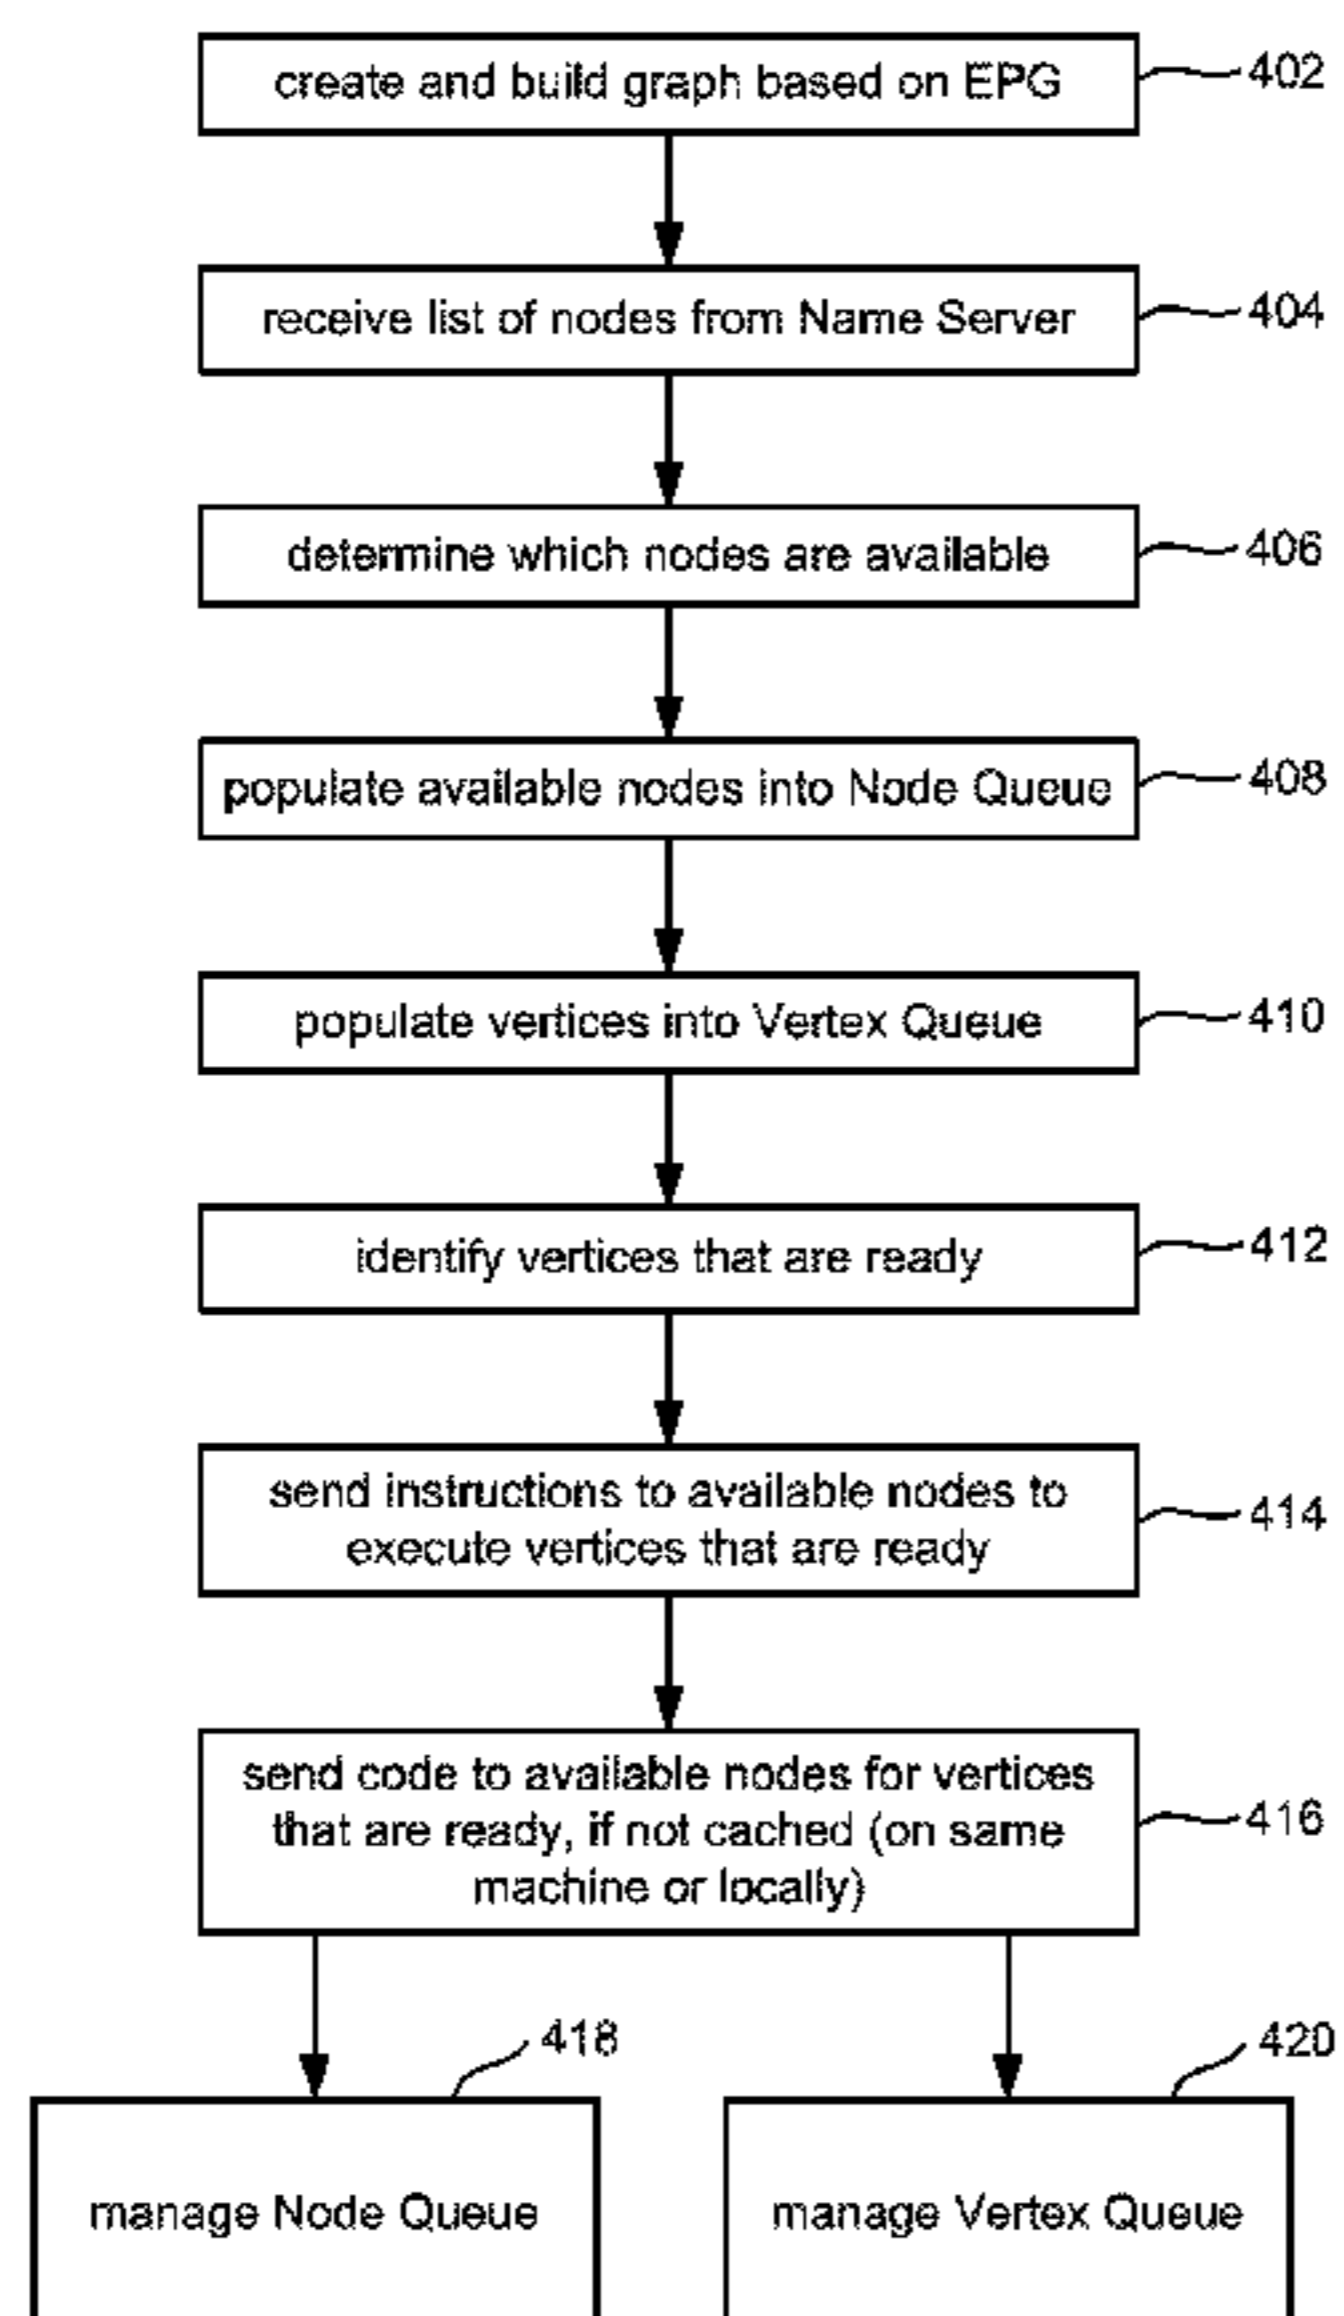 create and build graph based on EPG
402
receive list of nodes from Name Server
404
determine which nodes are available
406
populate available nodes into Node Queue
408
populate vertices into Vertex Queue
410
identify vertices that are ready
412
send instructions to available nodes to
execute vertices that are ready
414
send code to available nodes for vertices
that are ready, if not cached (on same
machine or locally)
416
418
420
manage Node Queue
manage Vertex Queue